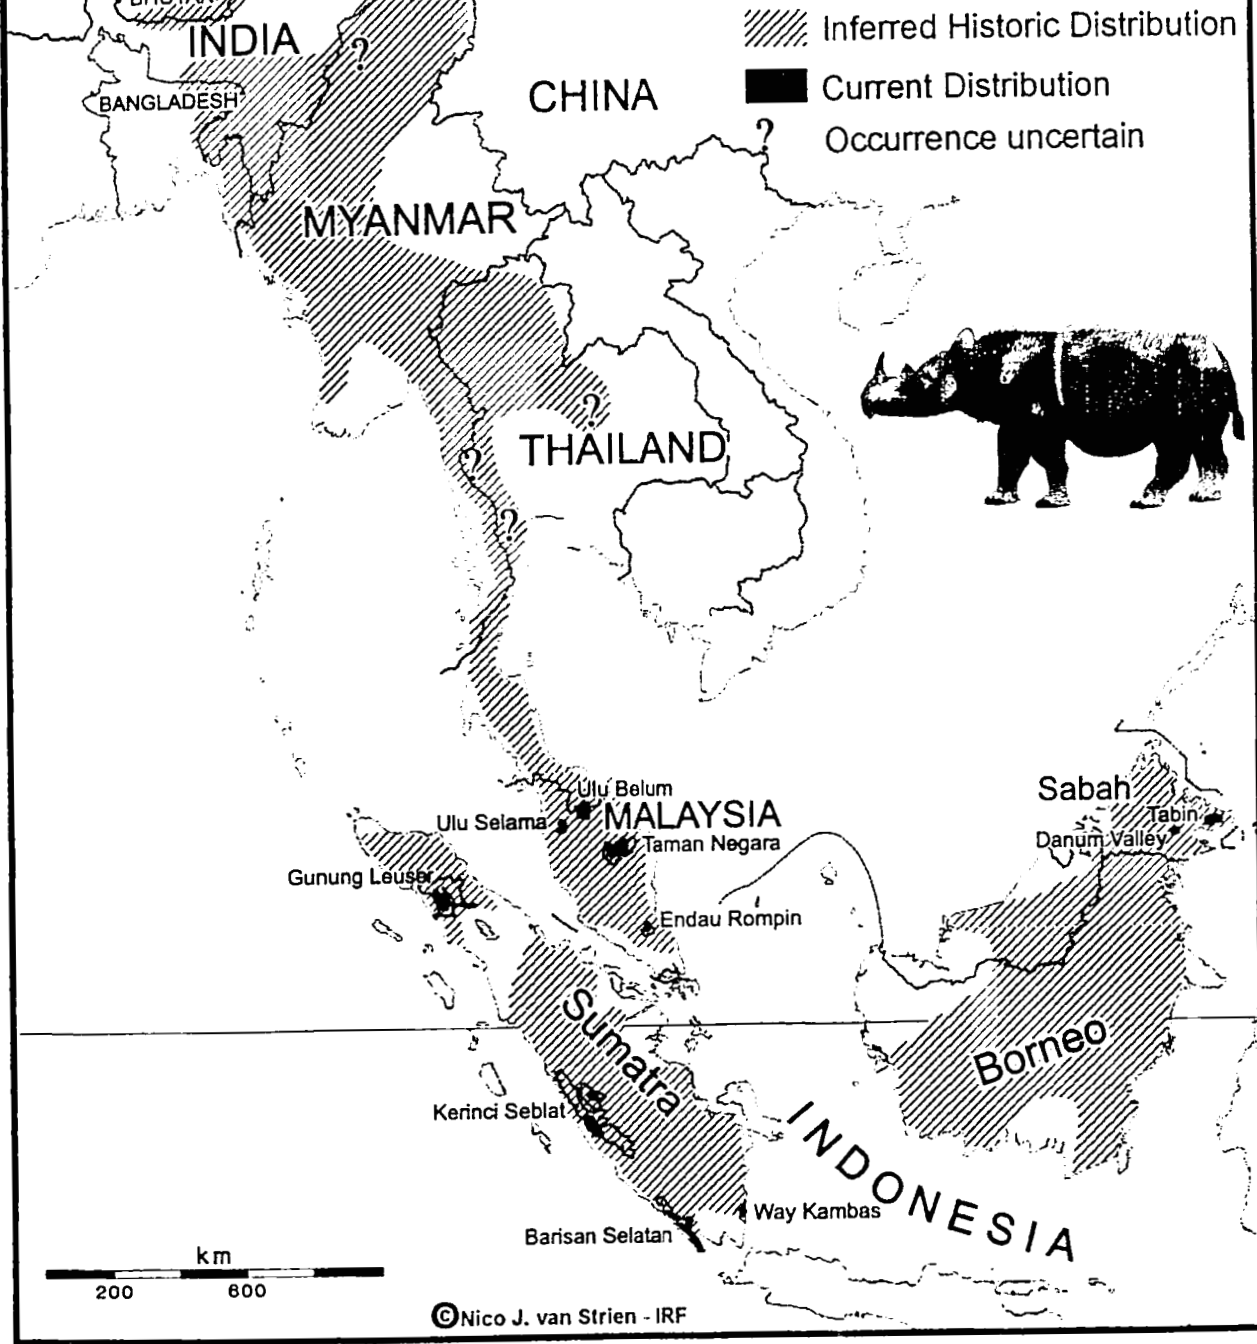 BHUTAN
INDIA
?
Inferred Historic Distribution
BANGLADESH
CHINA
Current Distribution
?
Occurrence uncertain
MYANMAR
?
THAILAND
?
?
Ulu Belum
Sabah
Ulu Selama
MALAYSIA
Tabin
Taman Negara
Danum Valley
Gunung Leuser
Endau Rompin
Sumatra
Borneo
Kerinci Seblat
INDONESIA
Way Kambas
Barisan Selatan
km
200 600
©Nico J. van Strien - IRF